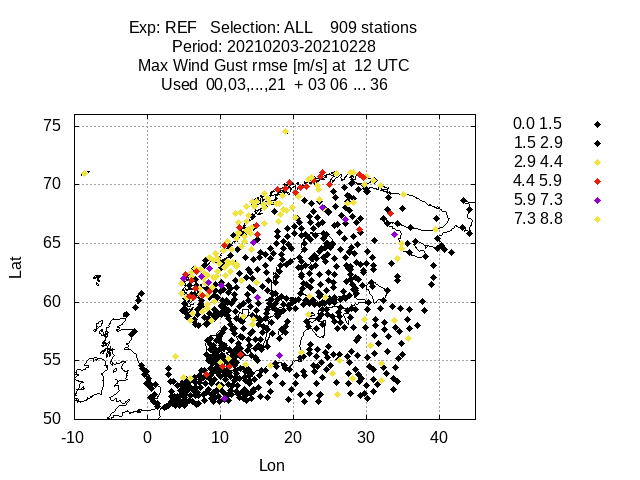 Exp: REF   Selection: ALL    909 stations
Period: 20210203-20210228
Max Wind Gust rmse [m/s] at  12 UTC
Used  00,03,...,21  + 03 06 ... 36
0.0 1.5
1.5 2.9
2.9 4.4
4.4 5.9
5.9 7.3
7.3 8.8
75
70
65
60
55
50
Lat
-10 0 10 20 30 40
Lon